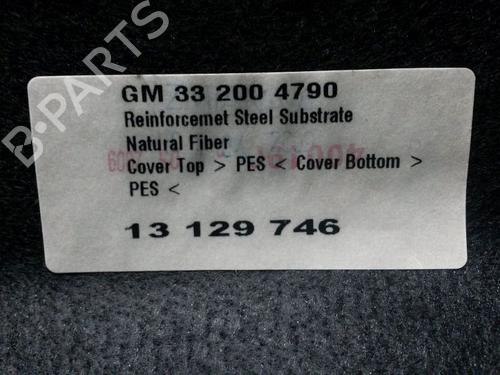 GM 33 200 4790
Reinforcemet Steel Substrate
Natural Fiber
Cover Top > PES < Cover Bottom >
PES <
13 129 746
B-PARTS